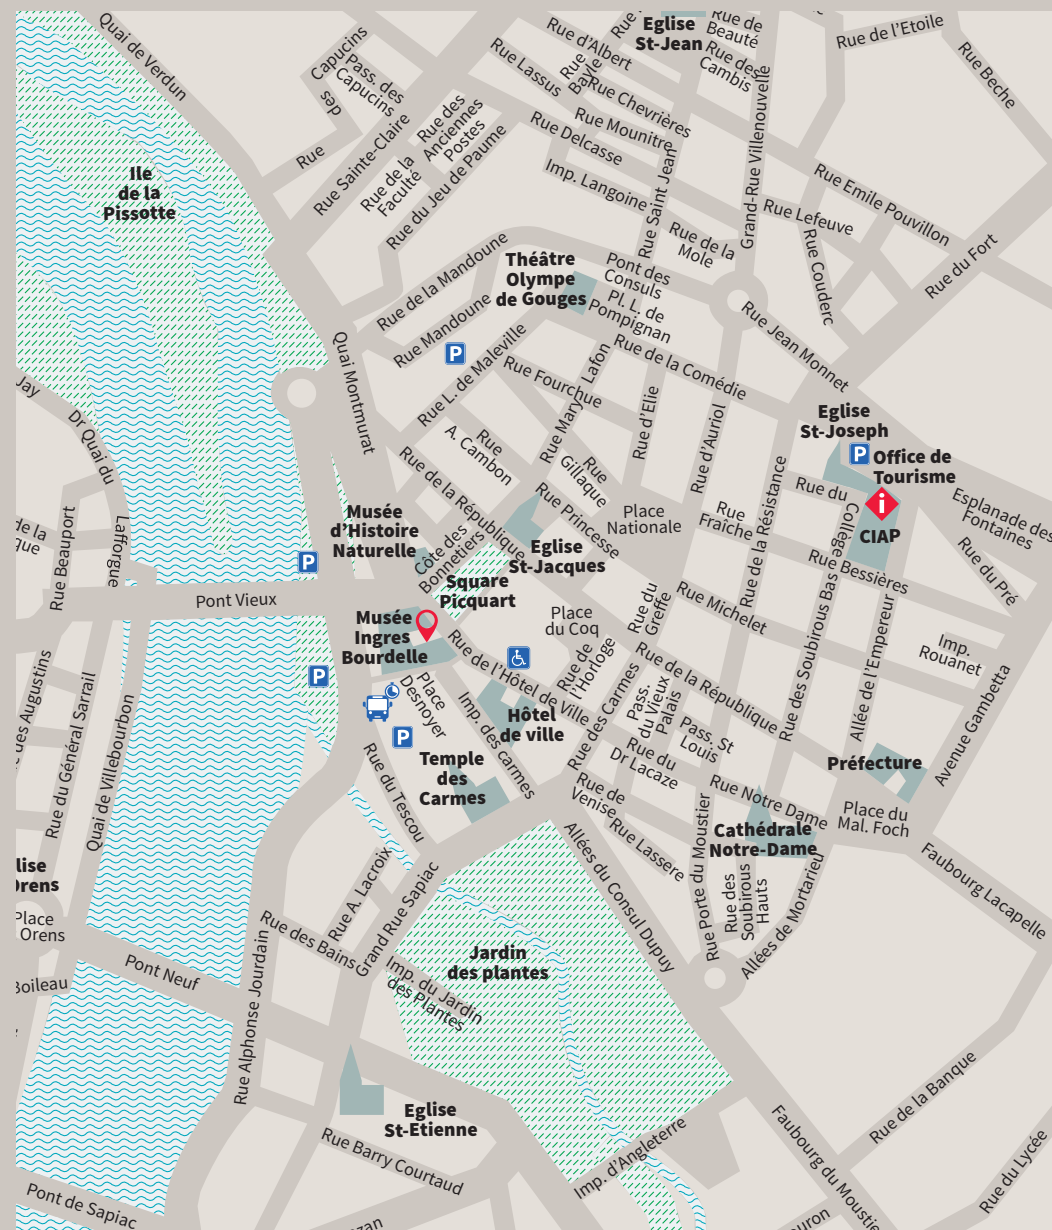 Quai de Verdun
Capucins
des
Rue
Pass. des
Capucins
Rue Sainte-Claire
Rue des
Anciennes
Postes
Rue de la
Faculté
Rue du Jeu de Paume
Rue Lassus
Rue d'Albert
Rue
Bayle
Rue
Eglise
St-Jean
Rue de
Beauté
Rue des
Cambis
Rue de l'Etoile
Rue Beche
Rue Chevrières
Rue Mounitre
Rue Delcasse
Imp. Langoine
Rue Saint Jean
Grand-Rue Villenouvelle
Rue Emile Pouvillon
Rue Lefeuve
Rue Couderc
Rue du Fort
Ile
de la
Pissotte
Rue de la
Mole
Rue de la Mandoune
Rue Mandoune
Théâtre
Olympe
de Gouges
Pont des
Consuls
Pl. L. de
Pompignan
Rue Jean Monnet
Rue de la Comédie
Quai Montmurat
P
Rue L. de Maleville
Rue Fourchue
Rue Mary Lafon
Rue d'Elie
Rue d'Auriol
Jay
Dr Quai du
Lafforgue
Rue
A. Cambon
Rue
Gillaque
Rue de la République
Rue Princesse
Place
Nationale
Rue
Fraîche
Rue de la Résistance
Eglise
St-Joseph
P
Office de
Tourisme
i
Rue du
Collège
CIAP
Esplanade des
Fontaines
Rue du Pré
Rue Bessières
Musée
d'Histoire
Naturelle
P
Côte des
Bonnetiers
Eglise
St-Jacques
Square
Picquart
de la
que
Rue Beauport
Pont Vieux
Musée
Ingres
Bourdelle
Place
du Coq
Rue du
Greffe
Rue Michelet
Rue des Soubirous Bas
Allée de l'Empereur
Imp.
Rouanet
Avenue Gambetta
P
Rue de l'Hôtel de Ville
Rue de
l'Horloge
Rue de la République
Place
Desnoyer
P
Imp. des carmes
Hôtel
de ville
Rue des Carmes
Pass.
du Vieux
Palais
Pass. St
Louis
Rue du
Dr Lacaze
Rue des Augustins
Rue du Général Sarrail
Quai de Villebourbon
Rue du Tescou
Temple
des
Carmes
Rue de
Venise
Rue Lassere
Rue Notre Dame
Préfecture
Place du
Mal. Foch
Cathédrale
Notre-Dame
Faubourg Lacapelle
Allées du Consul Dupuy
Rue Porte du Moustier
Rue des
Soubirous
Hauts
Allées de Mortarieu
lise
Orens
Place
Orens
Boileau
Rue A. Lacroix
Grand Rue Sapiac
Rue des Bains
Pont Neuf
Imp. du Jardin
des Plantes
Jardin
des plantes
Rue Alphonse Jourdain
Eglise
St-Etienne
Rue Barry Courtaud
Imp. d'Angleterre
Faubourg du Moustie
Rue de la Banque
Rue du Lycée
Pont de Sapiac
zan
uron